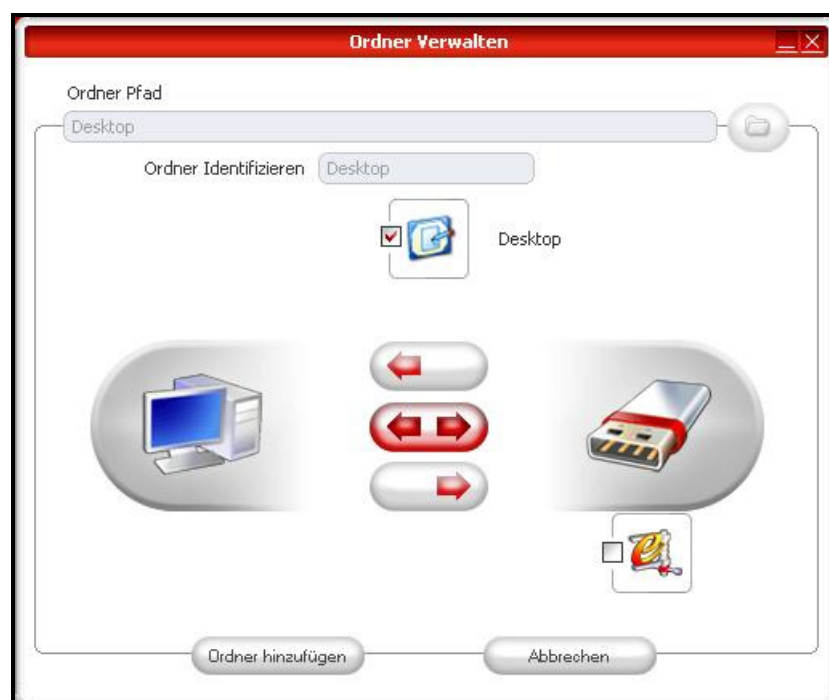 Ordner Verwalten
Ordner Pfad
Desktop
Ordner Identifizieren Desktop
Desktop
Ordner hinzufügen Abbrechen